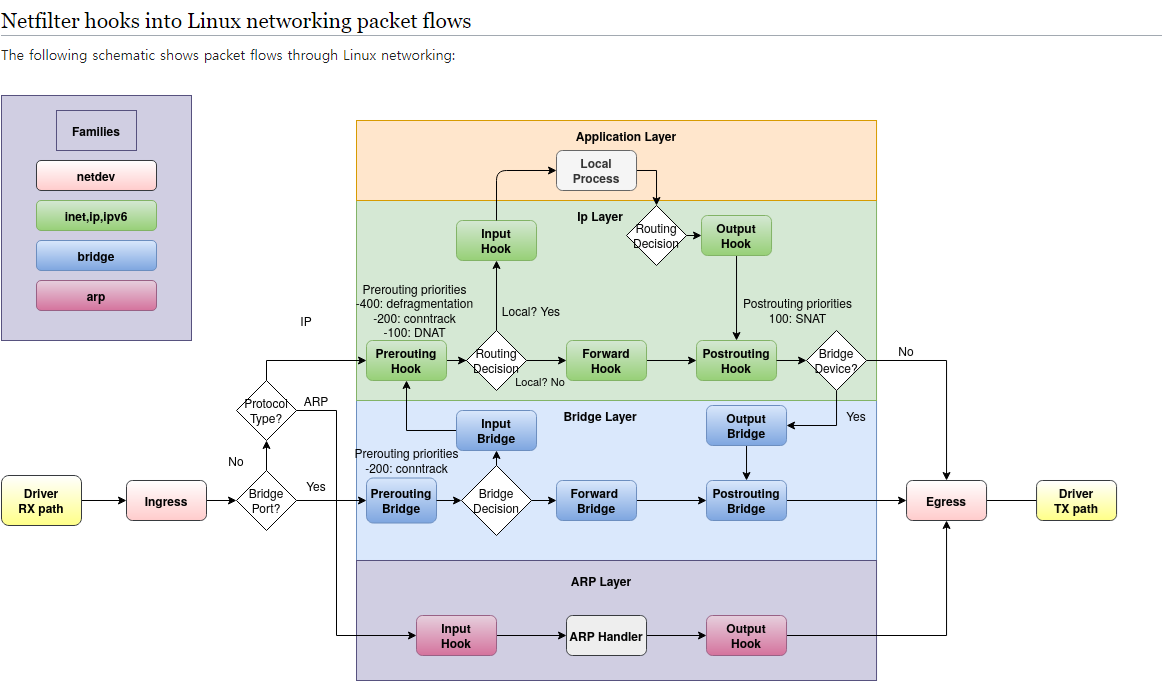 Netfilter hooks into Linux networking packet flows
The following schematic shows packet flows through Linux networking:
Families
netdev
inet,ip,ipv6
bridge
arp
Application Layer
Local
Process
Ip Layer
Routing
Decision
Input
Hook
Output
Hook
Prerouting priorities
-400: defragmentation
-200: conntrack
-100: DNAT
Local? Yes
Postrouting priorities
100: SNAT
IP
Prerouting
Hook
Routing
Decision
Forward
Hook
Postrouting
Hook
Bridge
Device?
No
Local? No
Protocol
Type?
ARP
Bridge Layer
Input
Bridge
Output
Bridge
Yes
Prerouting priorities
-200: conntrack
No
Driver
RX path
Ingress
Bridge
Port?
Yes
Prerouting
Bridge
Bridge
Decision
Forward
Bridge
Postrouting
Bridge
Egress
Driver
TX path
ARP Layer
Input
Hook
ARP Handler
Output
Hook